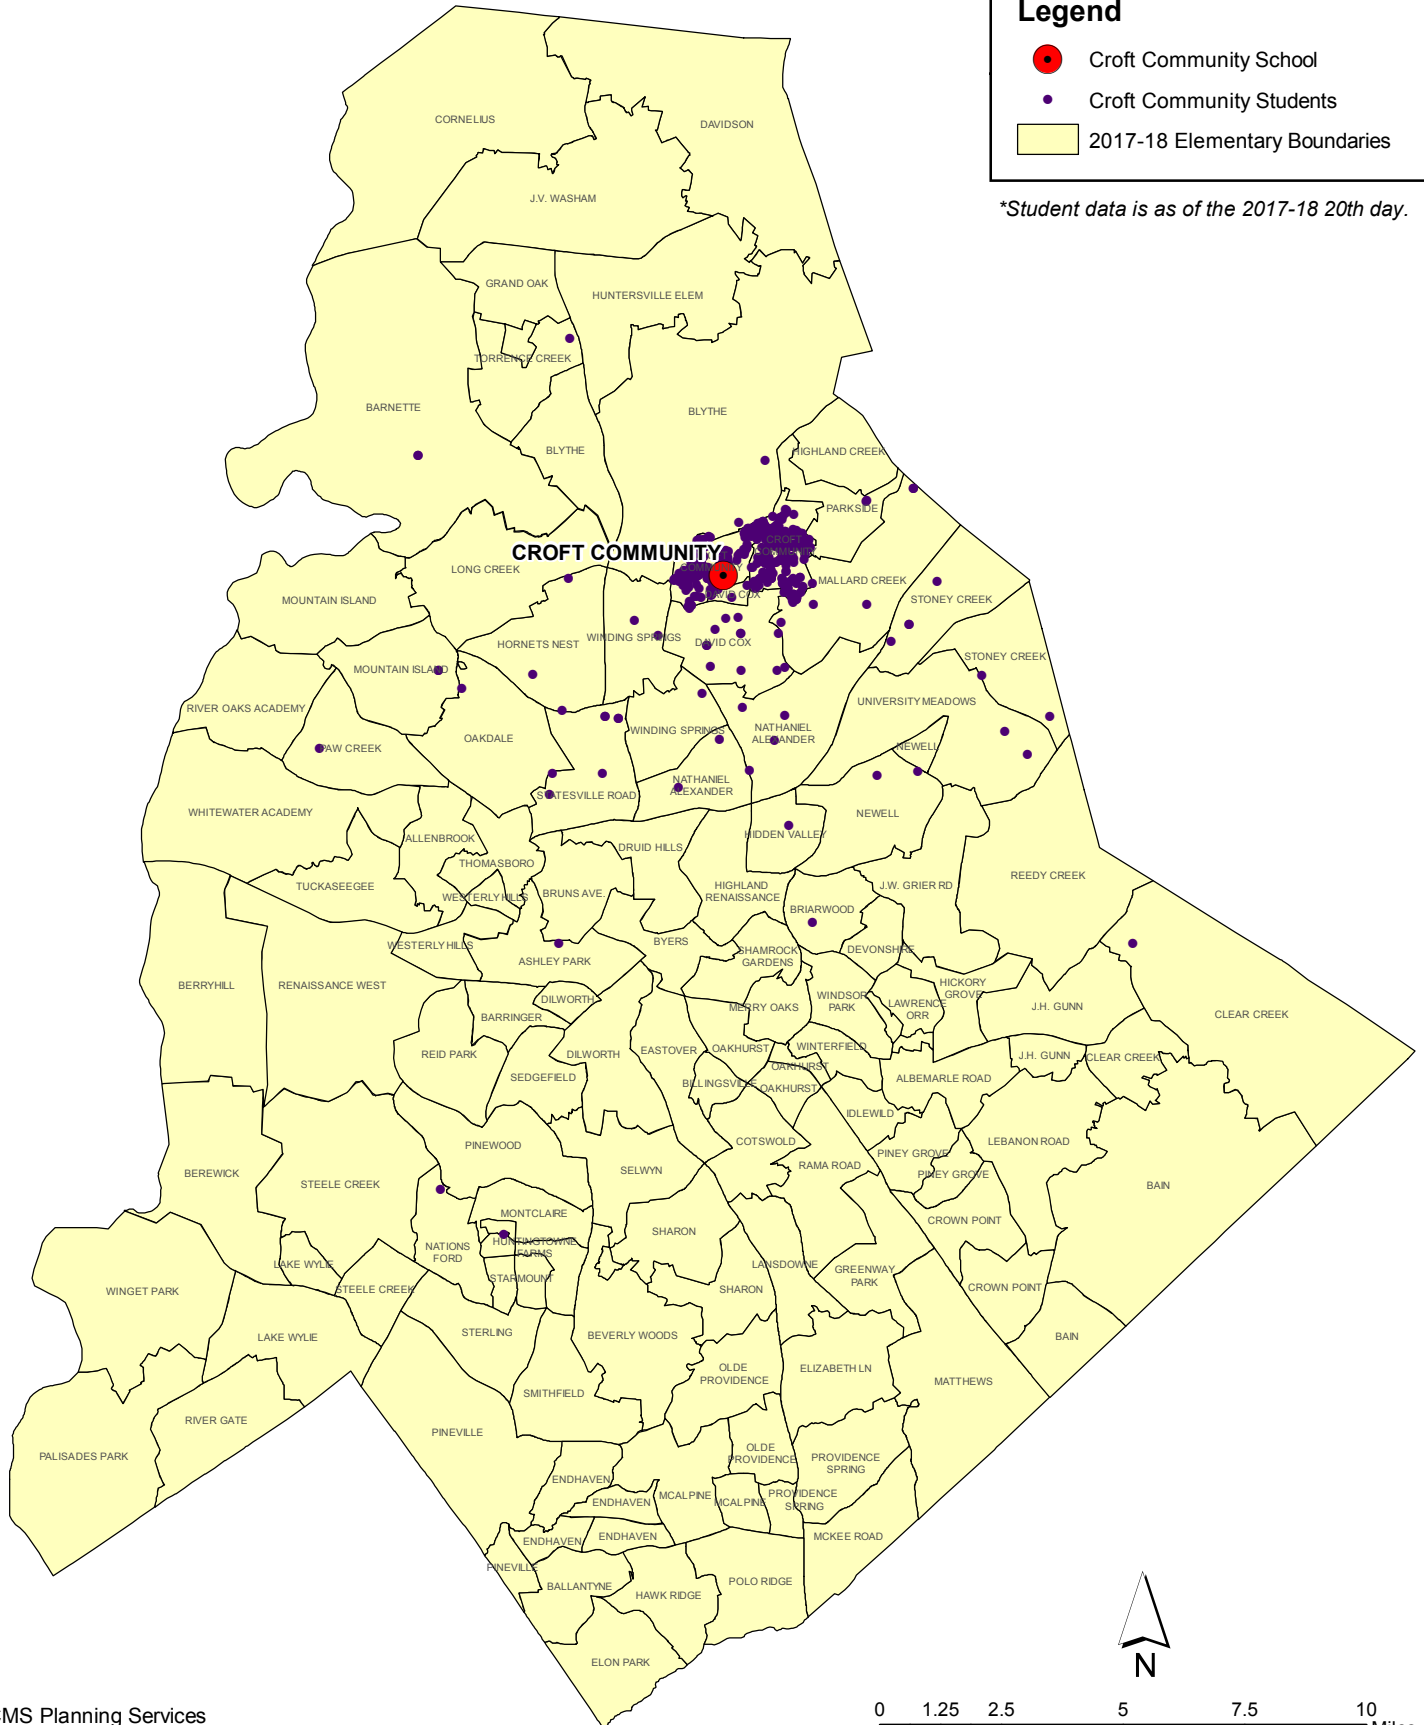 Legend
Croft Community School
Croft Community Students
2017-18 Elementary Boundaries
*Student data is as of the 2017-18 20th day.
CORNELIUS
DAVIDSON
J.V. WASHAM
GRAND OAK
HUNTERSVILLE ELEM
TORRENCE CREEK
BARNETTE
BLYTHE
BLYTHE
HIGHLAND CREEK
PARKSIDE
CROFT COMMUNITY
CROFT
COMMUNITY
COMMUNITY
LONG CREEK
MALLARD CREEK
DAVID COX
MOUNTAIN ISLAND
STONEY CREEK
HORNETS NEST
WINDING SPRINGS
DAVID COX
STONEY CREEK
MOUNTAIN ISLAND
UNIVERSITY MEADOWS
RIVER OAKS ACADEMY
WINDING SPRINGS
NATHANIEL
ALEXANDER
OAKDALE
PAW CREEK
NEWELL
NATHANIEL
ALEXANDER
STATESVILLE ROAD
WHITEWATER ACADEMY
NEWELL
HIDDEN VALLEY
ALLENBROOK
DRUID HILLS
THOMASBORO
REEDY CREEK
TUCKASEEGEE
HIGHLAND
RENAISSANCE
J.W. GRIER RD
WESTERLY HILLS
BRUNS AVE.
BRIARWOOD
WESTERLY HILLS
BYERS
ASHLEY PARK
SHAMROCK
GARDENS
DEVONSHIRE
BERRYHILL
RENAISSANCE WEST
HICKORY
GROVE
DILWORTH
WINDSOR
PARK
LAWRENCE
ORR
MERRY OAKS
J.H. GUNN
CLEAR CREEK
BARRINGER
REID PARK
DILWORTH
EASTOVER
OAKHURST
WINTERFIELD
J.H. GUNN
CLEAR CREEK
OAKHURST
SEDGEFIELD
BILLINGSVILLE
OAKHURST
ALBEMARLE ROAD
IDLEWILD
PINEWOOD
COTSWOLD
LEBANON ROAD
PINEY GROVE
BEREWICK
STEELE CREEK
SELWYN
RAMA ROAD
PINEY GROVE
BAIN
MONTCLAIRE
CROWN POINT
SHARON
NATIONS
FORD
HUNTINGTOWNE
FARMS
LAKE WYLIE
LANSDOWNE
GREENWAY
PARK
STARMOUNT
WINGET PARK
STEELE CREEK
SHARON
CROWN POINT
LAKE WYLIE
STERLING
BEVERLY WOODS
BAIN
OLDE
PROVIDENCE
ELIZABETH LN
MATTHEWS
SMITHFIELD
RIVER GATE
PINEVILLE
PALISADES PARK
OLDE
PROVIDENCE
PROVIDENCE
SPRING
ENDHAVEN
ENDHAVEN
MCALPINE
MCALPINE
PROVIDENCE
SPRING
ENDHAVEN
ENDHAVEN
MCKEE ROAD
PINEVILLE
BALLANTYNE
HAWK RIDGE
POLO RIDGE
ELON PARK
N
MS Planning Services
0 1.25 2.5 5 7.5 10
Miles